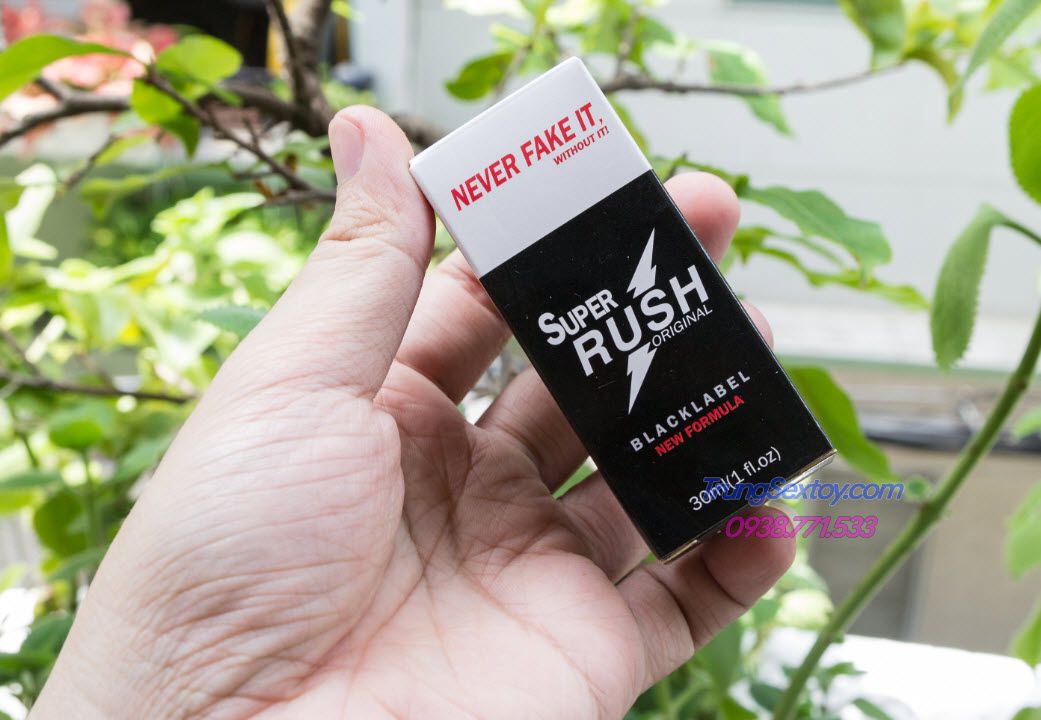 NEVER FAKE IT,
WITHOUT IT!
SUPER
RUSH
ORIGINAL
BLACKLABEL
NEW FORMULA
30ml(1 fl.oz)
TrungSextoy.com
0938.771.533